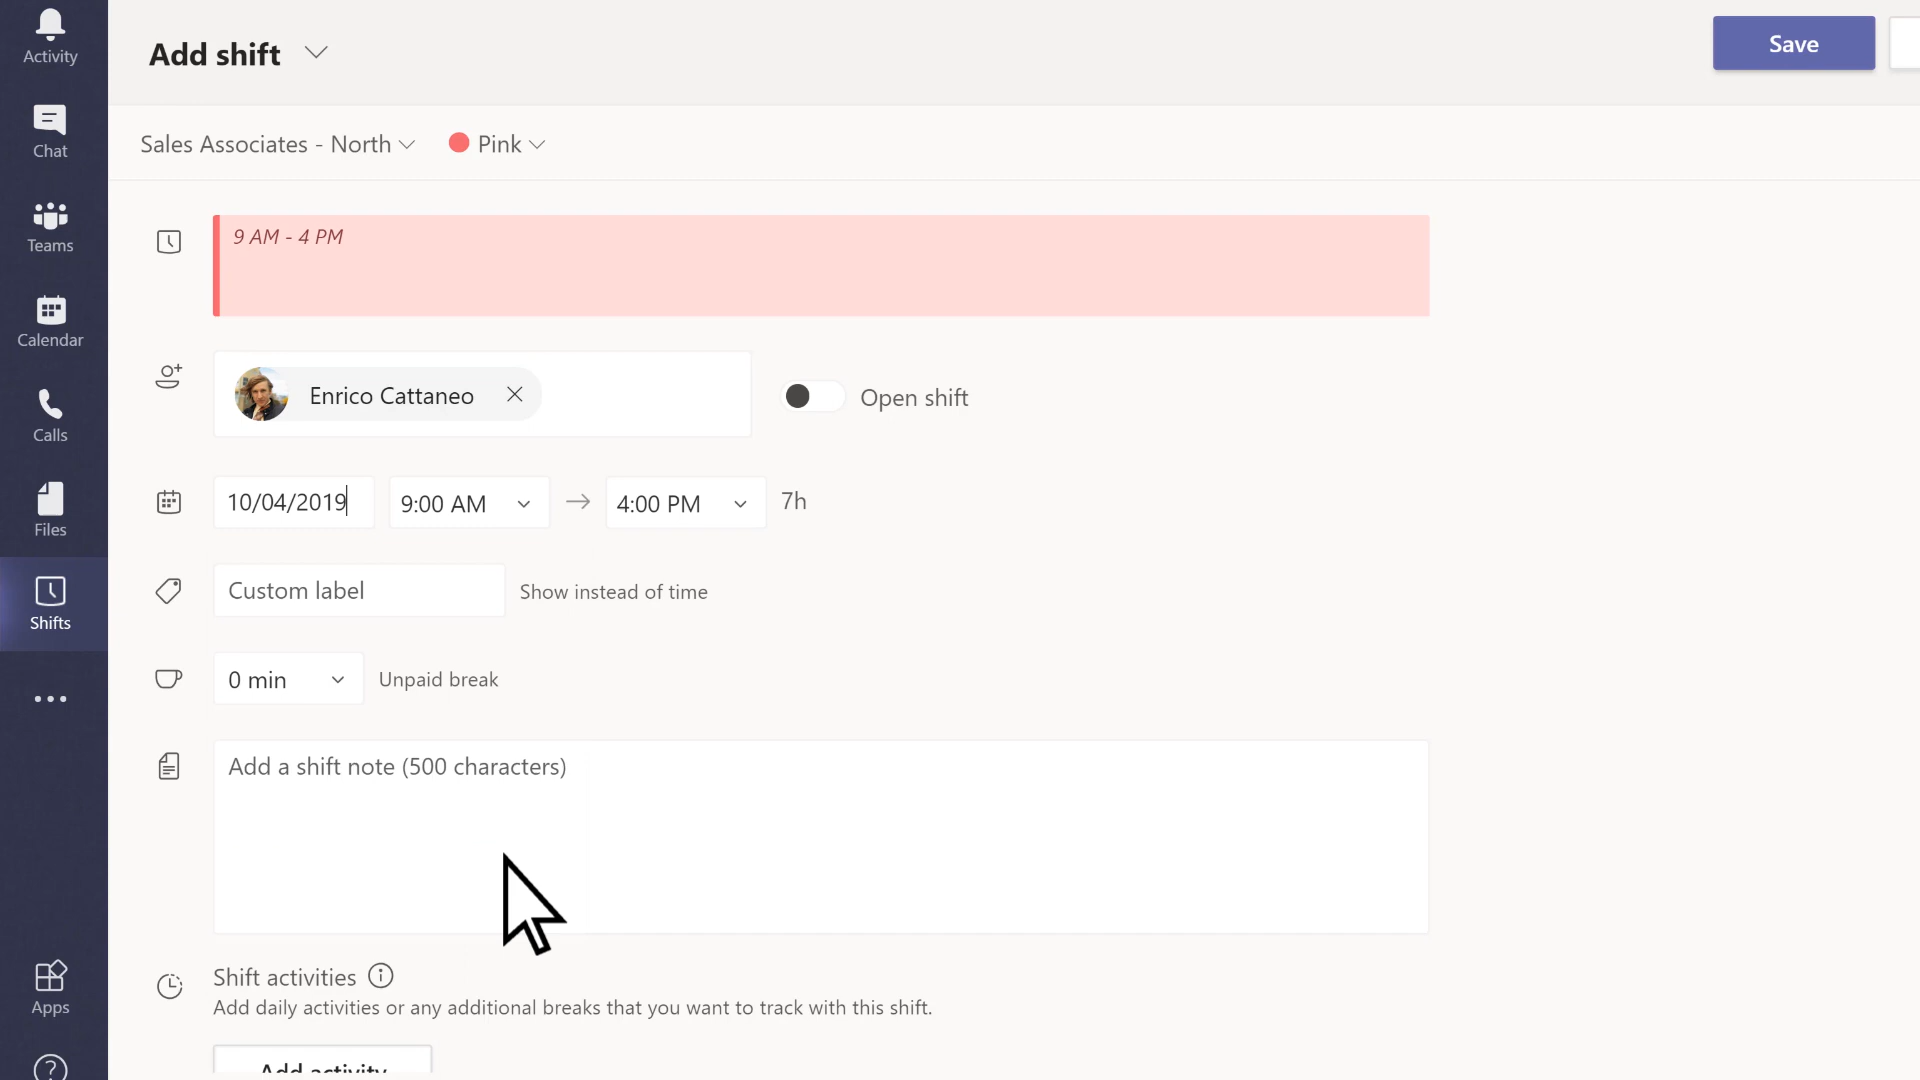 Activity
Chat
Teams
Calendar
Calls
Files
Shifts
Apps
Add shift
Save
Sales Associates - North
Pink
9 AM - 4 PM
Enrico Cattaneo
Open shift
10/04/2019 9:00 AM → 4:00 PM 7h
Custom label Show instead of time
0 min Unpaid break
Add a shift note (500 characters)
Shift activities
Add daily activities or any additional breaks that you want to track with this shift.
Add activity